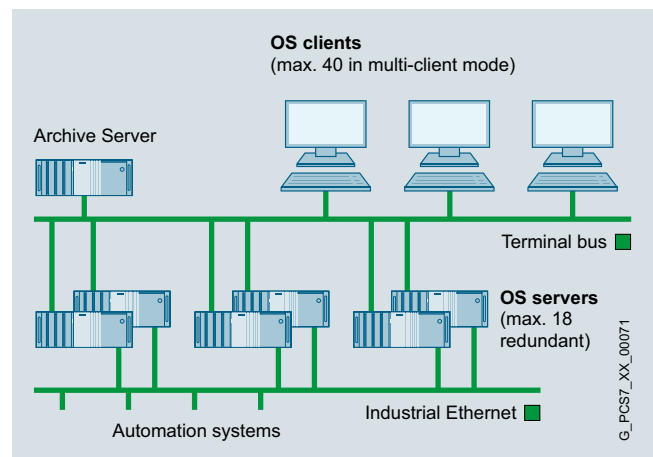 OS clients
(max. 40 in multi-client mode)
Archive Server
Terminal bus
OS servers
(max. 18
redundant)
Industrial Ethernet
Automation systems
G_PCS7_XX_00071